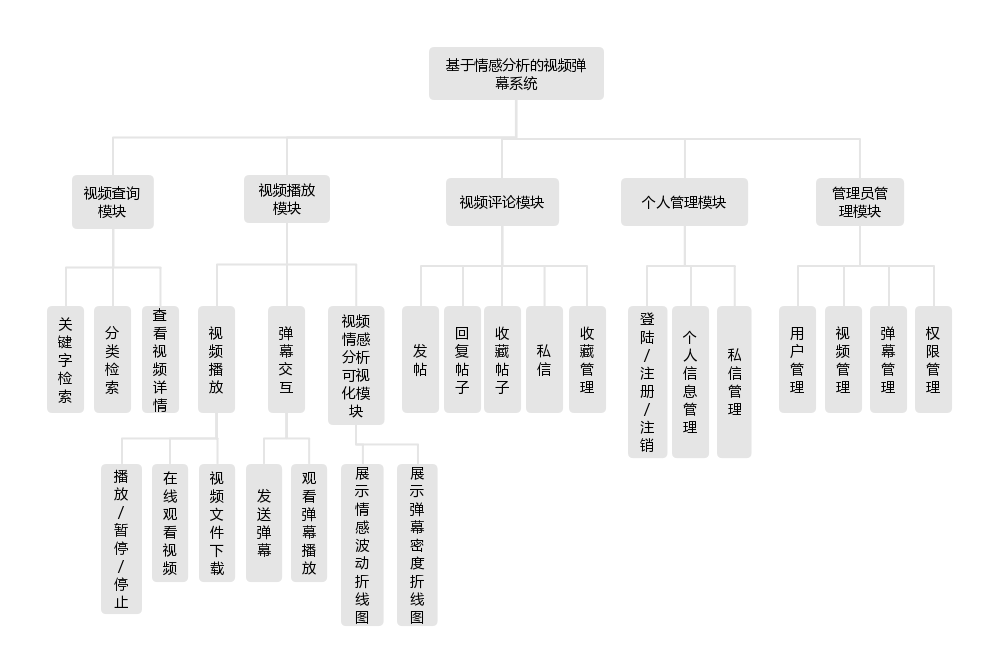 基于情感分析的视频弹
幕系统
视频查询
模块
视频播放
模块
视频评论模块
个人管理模块
管理员管
理模块
关键字检索
分类检索
查看视频详情
视频播放
弹幕交互
视频
情感
分析
可视
化模
块
发帖
回复帖子
收藏帖子
私信
收藏管理
登陆/注册/注销
个人信息管理
私信管理
用户管理
视频管理
弹幕管理
权限管理
播放/暂停/停止
在线观看视频
视频文件下载
发送弹幕
观看弹幕播放
展示情感波动折线图
展示弹幕密度折线图